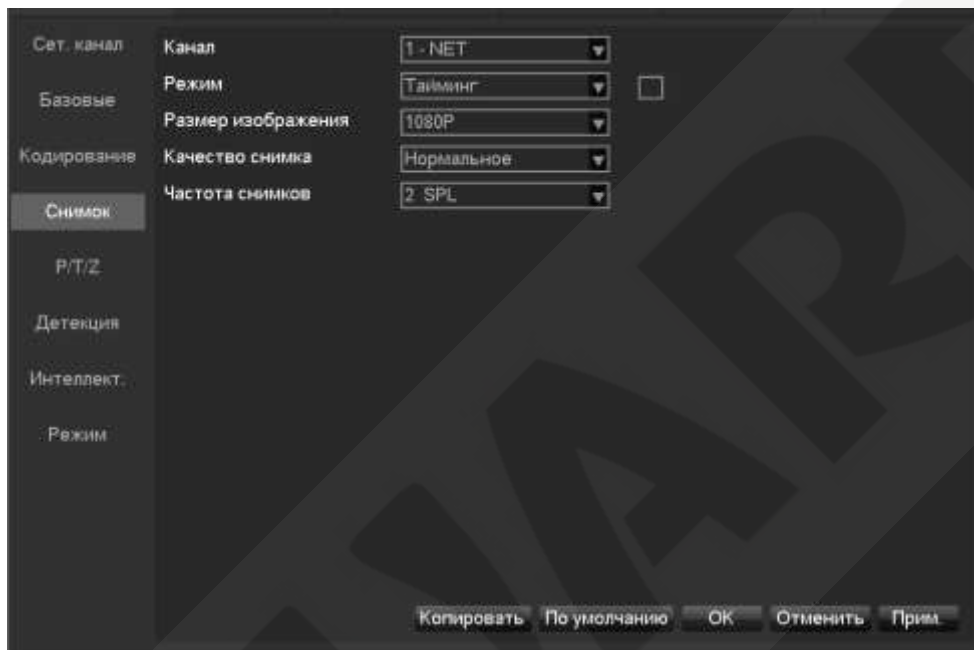 Сет. канал
Базовые
Кодирование
Снимок
P/T/Z
Детекция
Интеллект.
Режим
Канал 1 - NET
Режим Тайминг
Размер изображения 1080P
Качество снимка Нормальное
Частота снимков 2 SPL
Копировать По умолчанию OK Отменить Прим.